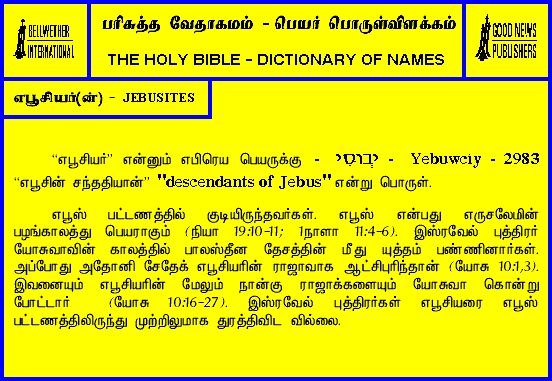 BELLWETHER
INTERNATIONAL
பரிசுத்த வேதாகமம் - பெயர் பொருள்விளக்கம்
THE HOLY BIBLE - DICTIONARY OF NAMES
GOOD NEWS
PUBLISHERS
எபூசியர்(ன்) - JEBUSITES
“எபூசியர்” என்னும் எபிரெய பெயருக்கு - יְבוּסִי - Yebuwciy - 2983
“எபூசின் சந்ததியான்” "descendants of Jebus" என்று பொருள்.
எபூஸ் பட்டணத்தில் குடியிருந்தவர்கள். எபூஸ் என்பது எருசலேமின்
பழங்காலத்து பெயராகும் (நியா 19:10-11; 1நாளா 11:4-6). இஸ்ரவேல் புத்திரர்
யோசுவாவின் காலத்தில் பாலஸ்தீன தேசத்தின் மீது யுத்தம் பண்ணினார்கள்.
அப்போது அதோனி சேதேக் எபூசியரின் ராஜாவாக ஆட்சிபுரிந்தான் (யோசு 10:1,3).
இவனையும் எபூசியரின் மேலும் நான்கு ராஜாக்களையும் யோசுவா கொன்று
போட்டார் (யோசு 10:16-27). இஸ்ரவேல் புத்திரர்கள் எபூசியரை எபூஸ்
பட்டணத்திலிருந்து முற்றிலுமாக துரத்திவிட வில்லை.